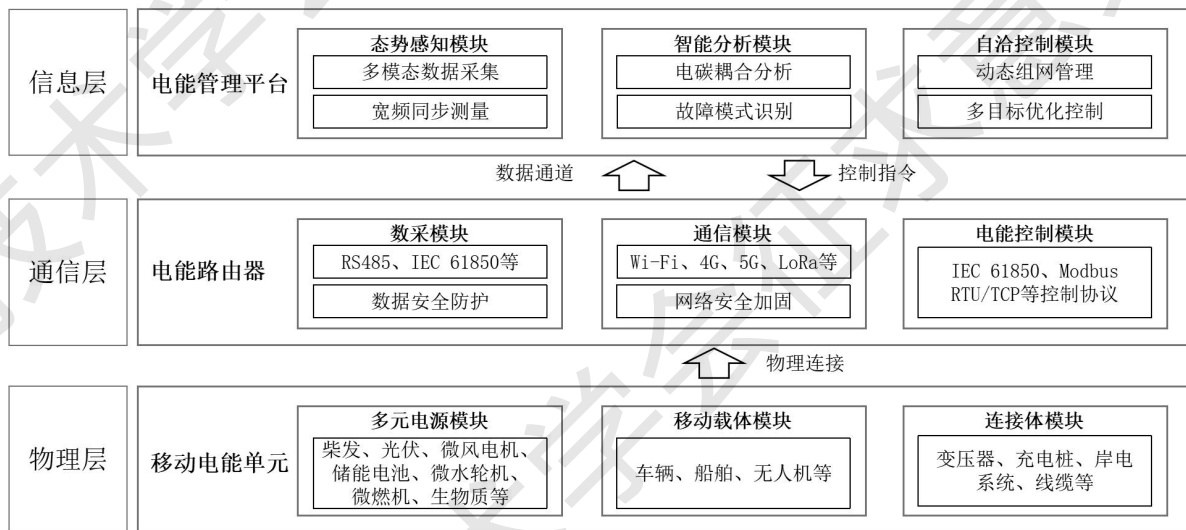 信息层
电能管理平台
态势感知模块
多模态数据采集
宽频同步测量
智能分析模块
电碳耦合分析
故障模式识别
自洽控制模块
动态组网管理
多目标优化控制
数据通道
控制指令
通信层
电能路由器
数采模块
RS485、IEC 61850等
数据安全防护
通信模块
Wi-Fi、4G、5G、LoRa等
网络安全加固
电能控制模块
IEC 61850、Modbus
RTU/TCP等控制协议
物理连接
物理层
移动电能单元
多元电源模块
柴发、光伏、微风电机、
储能电池、微水轮机、
微燃机、生物质等
移动载体模块
车辆、船舶、无人机等
连接体模块
变压器、充电桩、岸电
系统、线缆等
技术学会征求意
术学会